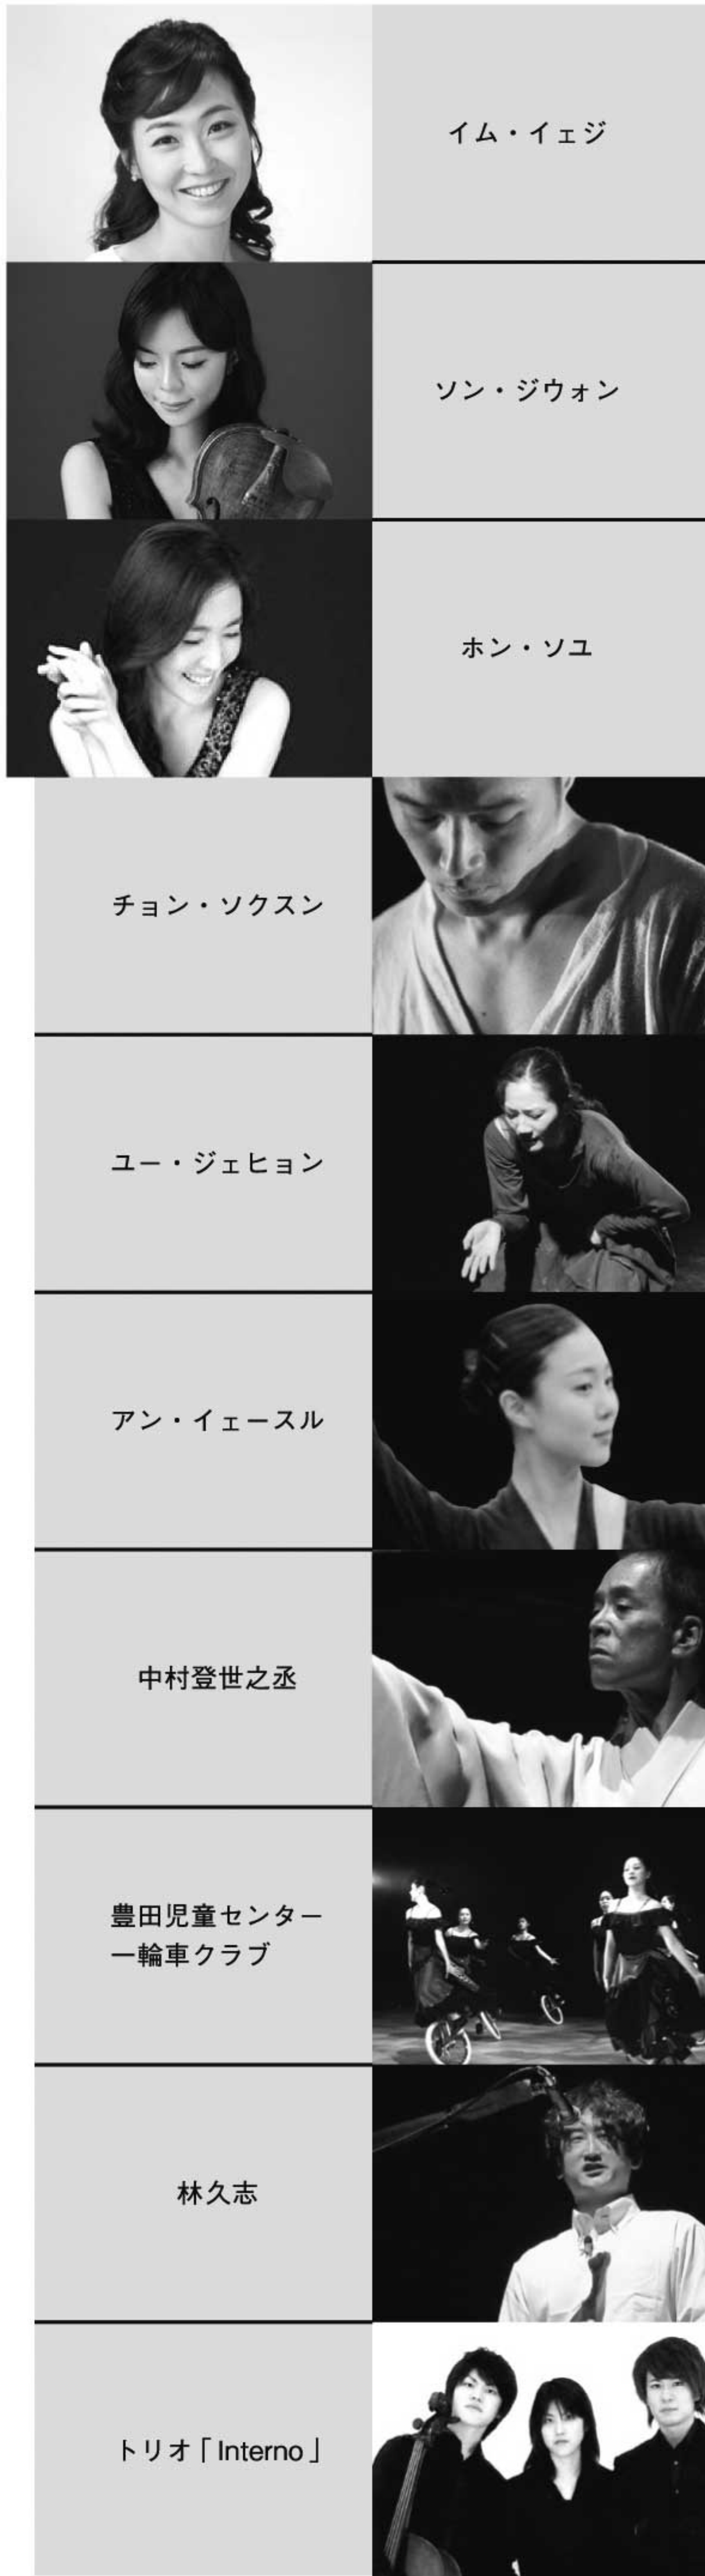 イム・イェジ
ソン・ジウォン
ホン・ソユ
チョン・ソクスン
ユー・ジェヒョン
アン・イェースル
中村登世之丞
豊田児童センター
一輪車クラブ
林久志
トリオ「Interno」